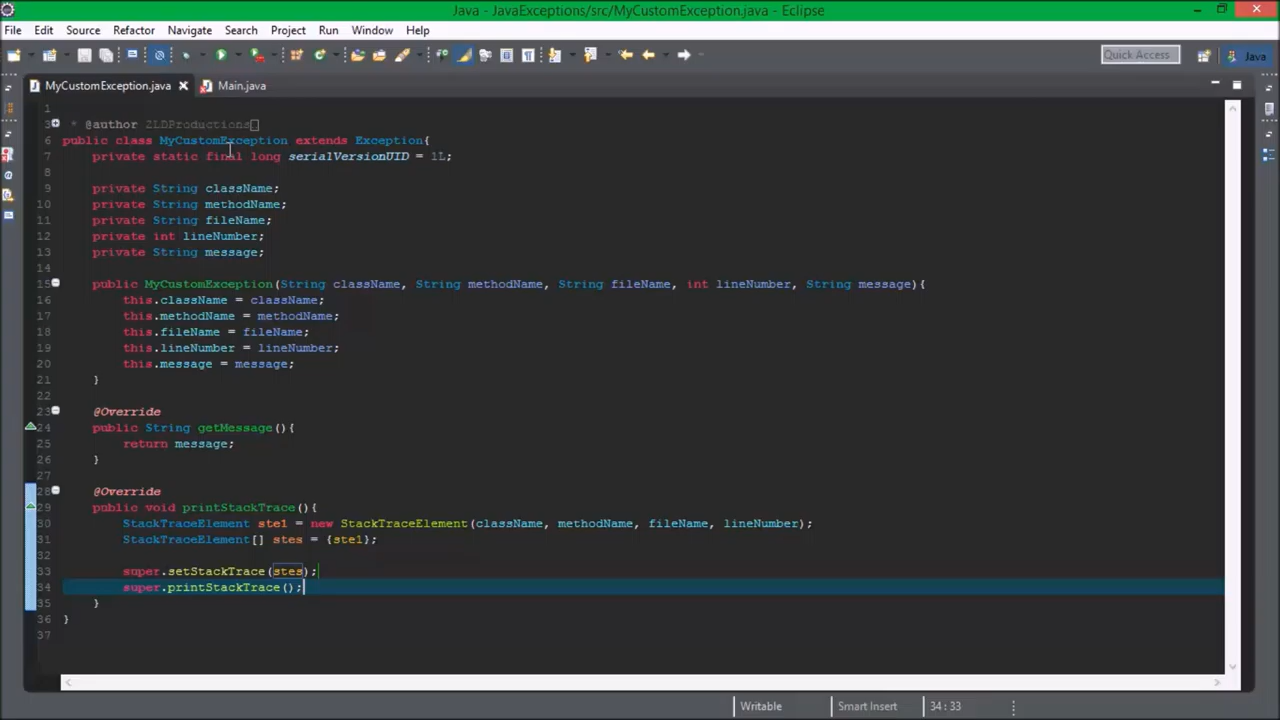 Java - JavaExceptions/src/MyCustomException.java - Eclipse
File Edit Source Refactor Navigate Search Project Run Window Help
Quick Access Java
MyCustomException.java Main.java
1
3 * @author 2LDProductions
6 public class MyCustomException extends Exception{
7 private static final long serialVersionUID = 1L;
8
9 private String className;
10 private String methodName;
11 private String fileName;
12 private int lineNumber;
13 private String message;
14
15 public MyCustomException(String className, String methodName, String fileName, int lineNumber, String message){
16 this.className = className;
17 this.methodName = methodName;
18 this.fileName = fileName;
19 this.lineNumber = lineNumber;
20 this.message = message;
21 }
22
23 @Override
24 public String getMessage(){
25 return message;
26 }
27
28 @Override
29 public void printStackTrace(){
30 StackTraceElement ste1 = new StackTraceElement(className, methodName, fileName, lineNumber);
31 StackTraceElement[] stes = {ste1};
32
33 super.setStackTrace(stes);
34 super.printStackTrace();
35 }
36 }
37
Writable Smart Insert 34 : 33